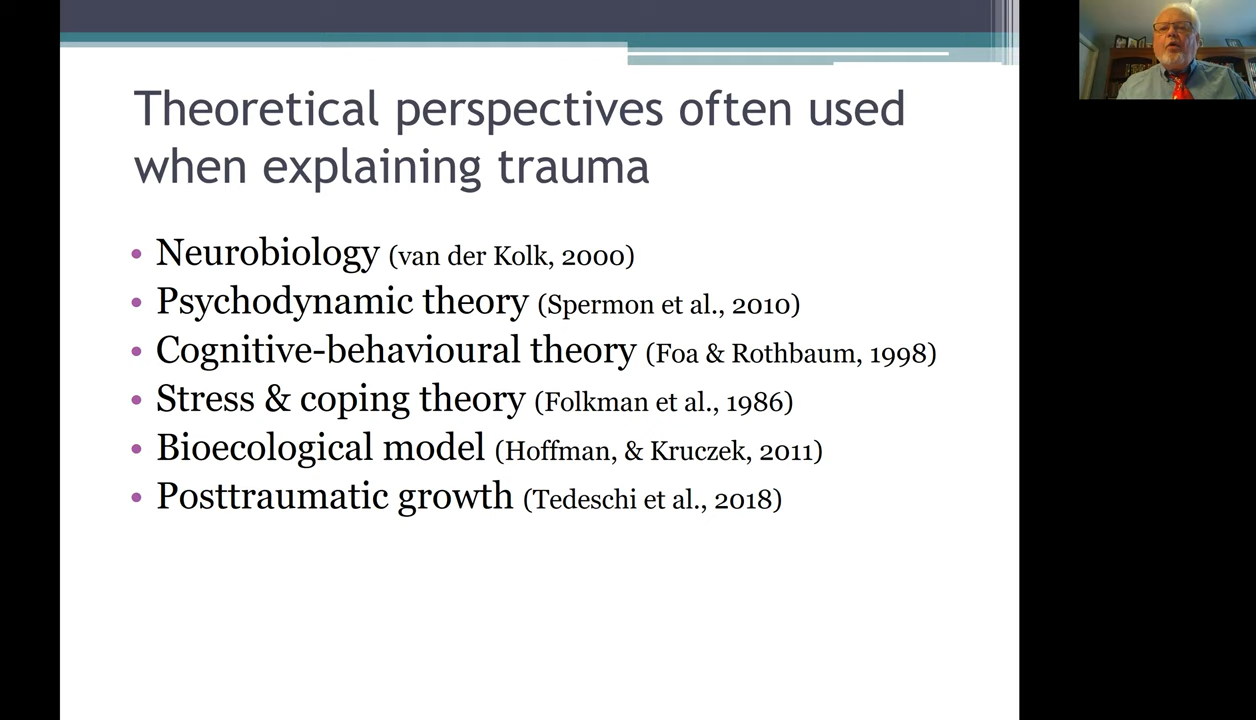 Theoretical perspectives often used
when explaining trauma
• Neurobiology (van der Kolk, 2000)
• Psychodynamic theory (Spermon et al., 2010)
• Cognitive-behavioural theory (Foa & Rothbaum, 1998)
• Stress & coping theory (Folkman et al., 1986)
• Bioecological model (Hoffman, & Kruczek, 2011)
• Posttraumatic growth (Tedeschi et al., 2018)